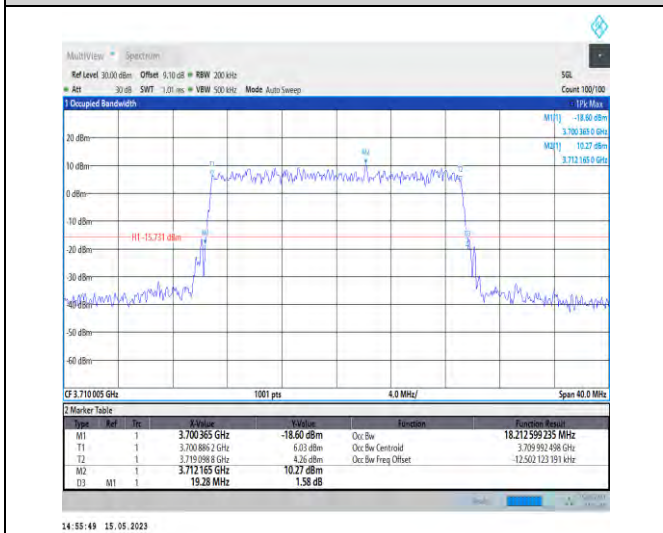 MultiView Spectrum
Ref Level 30.00 dBm Offset 9.10 dB RBW 200 kHz SGL
Att 30 dB SWT 1.01 ms VBW 500 kHz Mode Auto Sweep Count 100/100
1 Occupied Bandwidth 1Pk Max
M1[1] -18.60 dBm
3.700 365 0 GHz
M2[1] 10.27 dBm
3.712 165 0 GHz
20 dBm
M2
10 dBm
0 dBm
-10 dBm
H1 -15.731 dBm
-20 dBm
-30 dBm
-40 dBm
-50 dBm
-60 dBm
CF 3.710 005 GHz 1001 pts 4.0 MHz/ Span 40.0 MHz
2 Marker Table
Type Ref Trc X-Value Y-Value Function Function Result
M1 1 3.700 365 GHz -18.60 dBm Occ Bw 18.212 599 235 MHz
T1 1 3.700 886 2 GHz 6.03 dBm Occ Bw Centroid 3.709 992 498 GHz
T2 1 3.719 098 8 GHz 4.26 dBm Occ Bw Freq Offset -12.502 123 191 kHz
M2 1 3.712 165 GHz 10.27 dBm
D3 M1 1 19.28 MHz 1.58 dB
14:55:49 15.05.2023